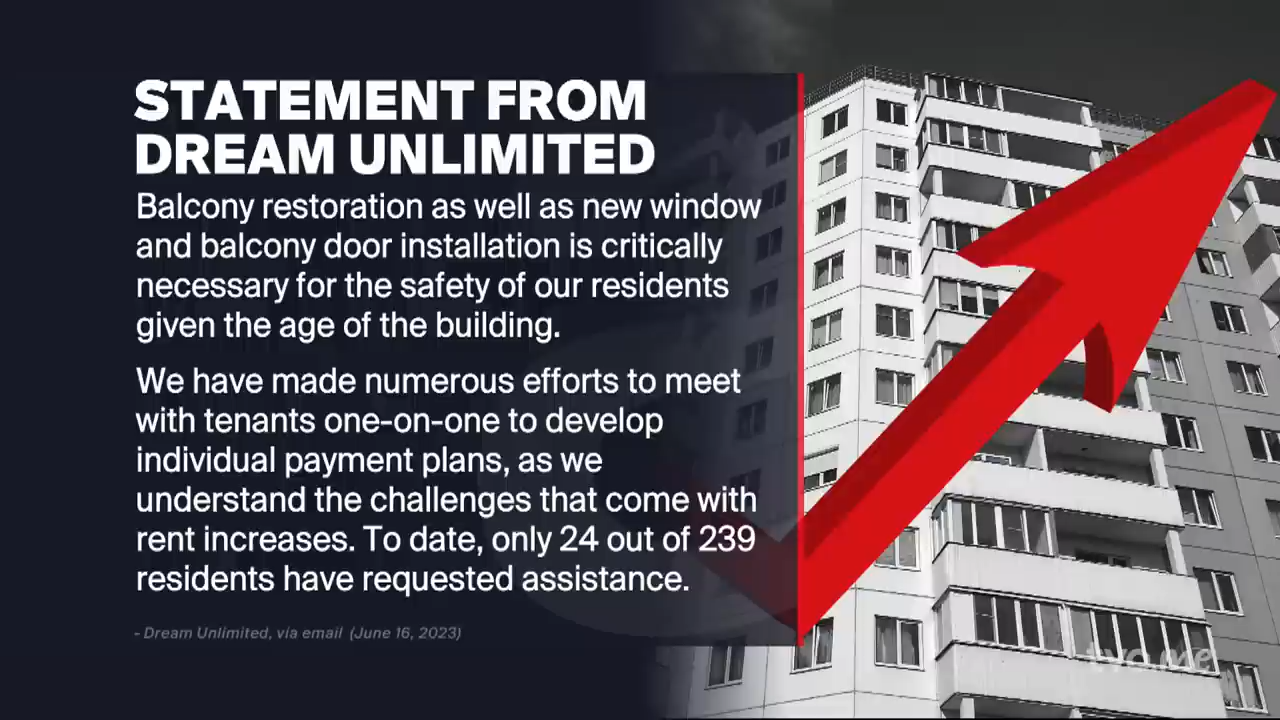 STATEMENT FROM
DREAM UNLIMITED
Balcony restoration as well as new window
and balcony door installation is critically
necessary for the safety of our residents
given the age of the building.
We have made numerous efforts to meet
with tenants one-on-one to develop
individual payment plans, as we
understand the challenges that come with
rent increases. To date, only 24 out of 239
residents have requested assistance.
- Dream Unlimited, via email (June 16, 2023)
tvo.me